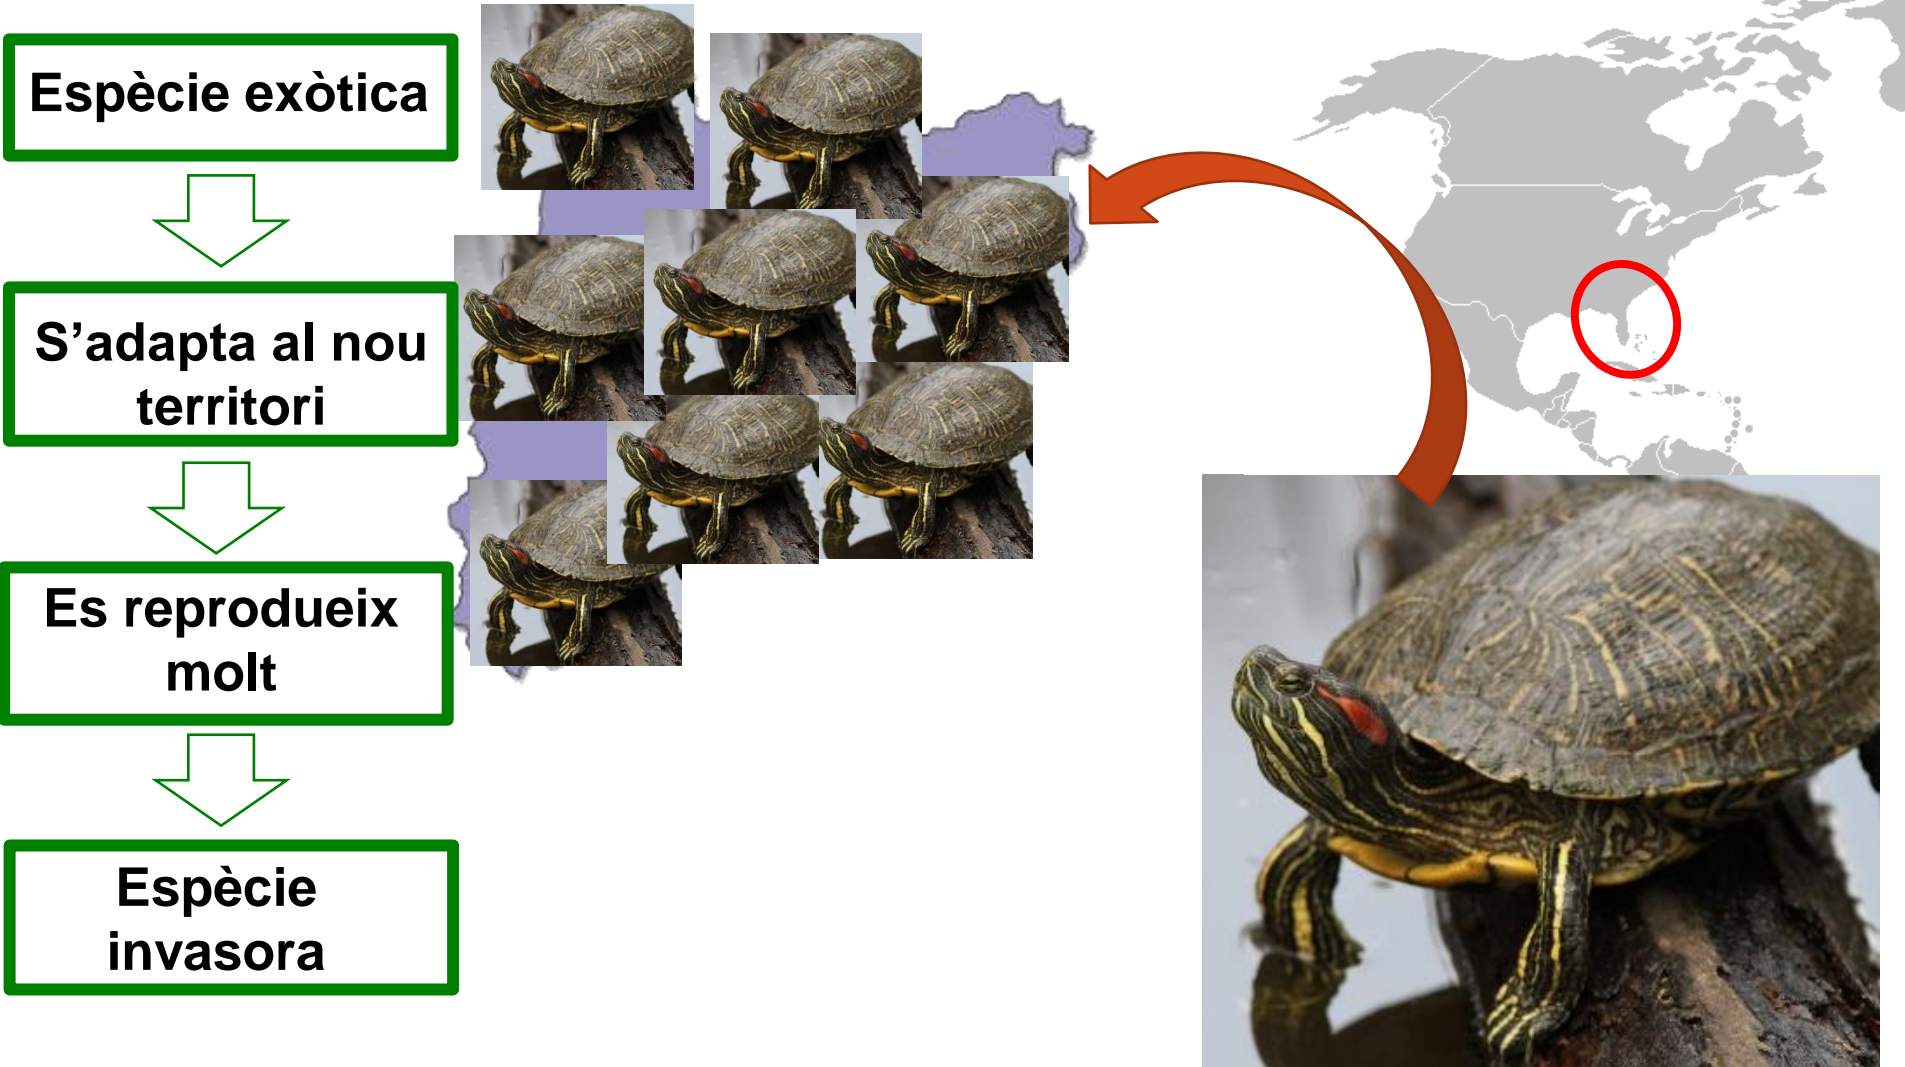 Espècie exòtica
S’adapta al nou
territori
Es reprodueix
molt
Espècie
invasora